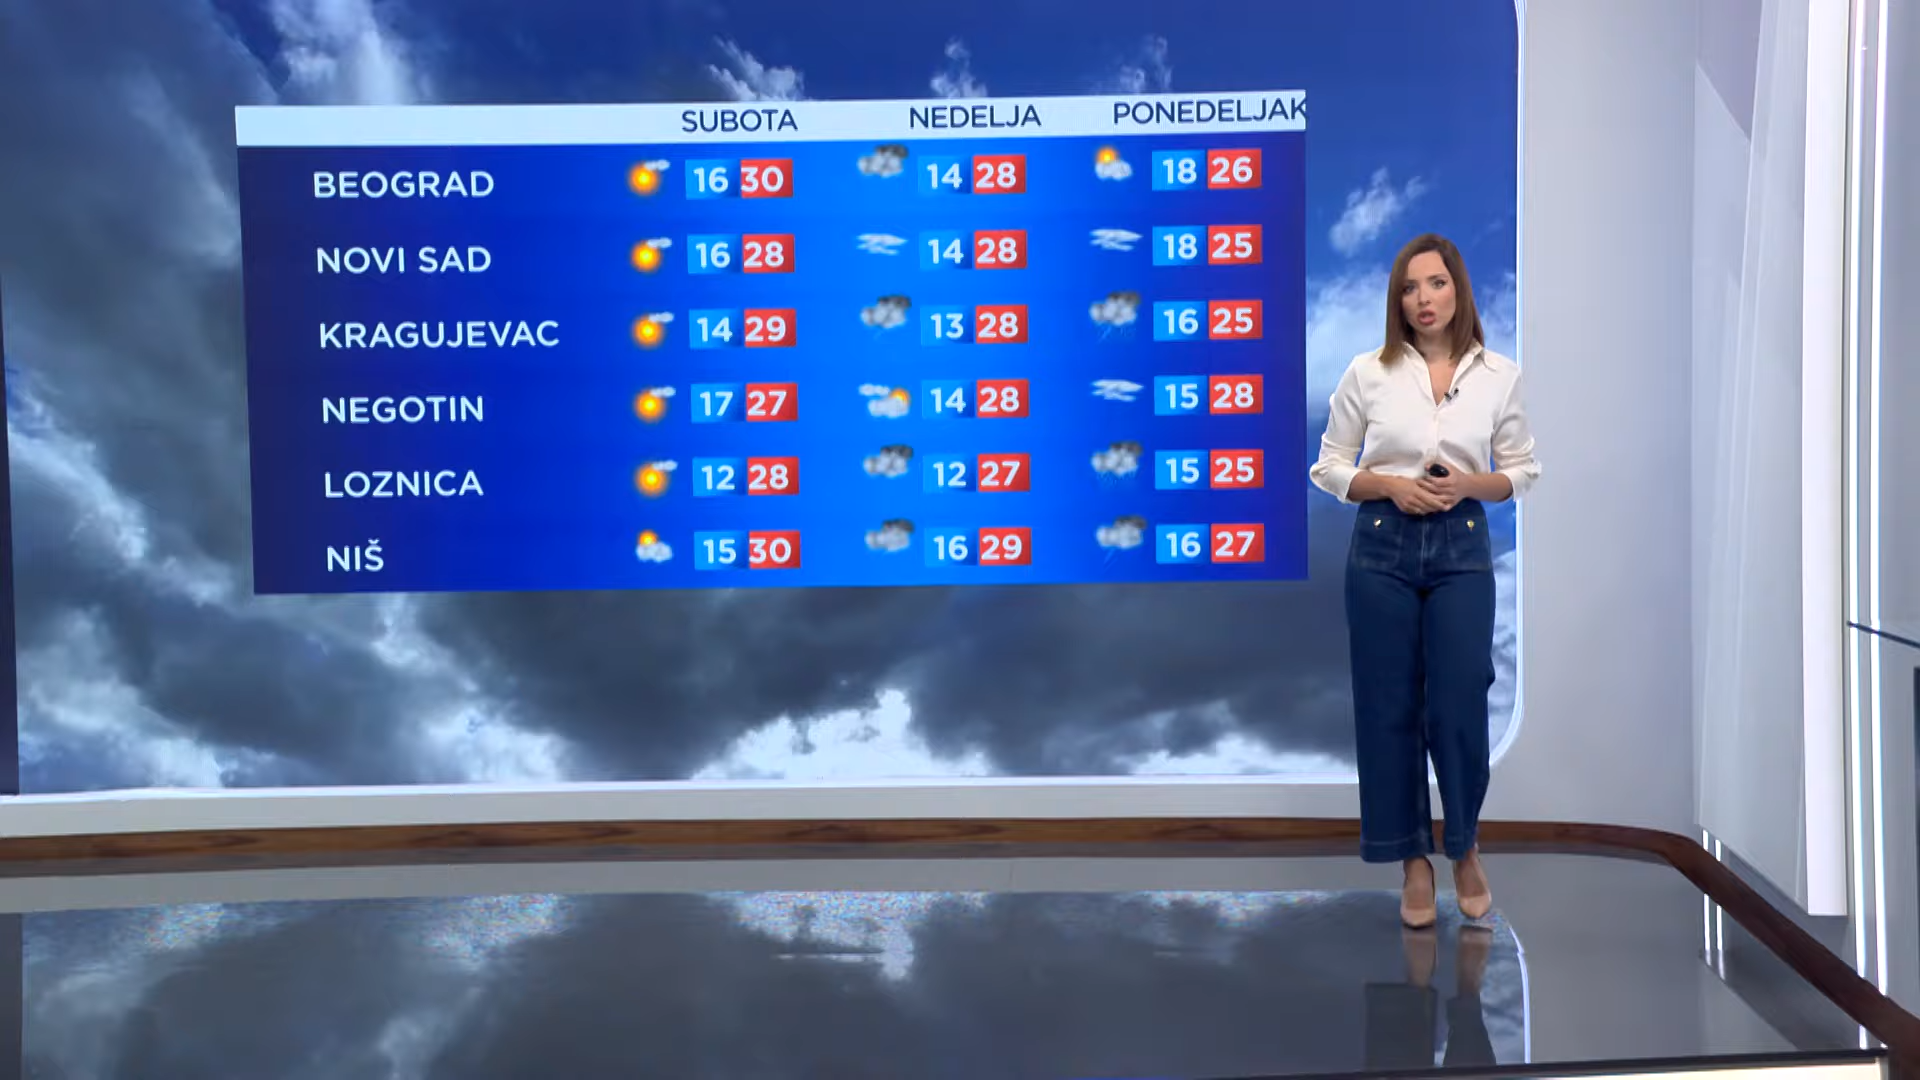 SUBOTA NEDELJA PONEDELJAK
BEOGRAD 16 30 14 28 18 26
NOVI SAD 16 28 14 28 18 25
KRAGUJEVAC 14 29 13 28 16 25
NEGOTIN 17 27 14 28 15 28
LOZNICA 12 28 12 27 15 25
NIŠ 15 30 16 29 16 27